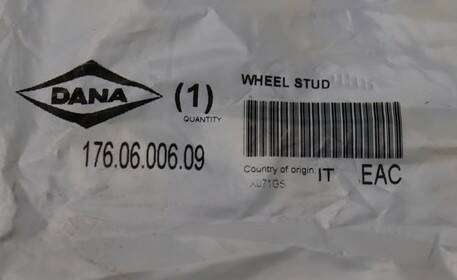 DANA
(1)
QUANTITY
176.06.006.09
WHEEL STUD
Country of origin: IT EAC